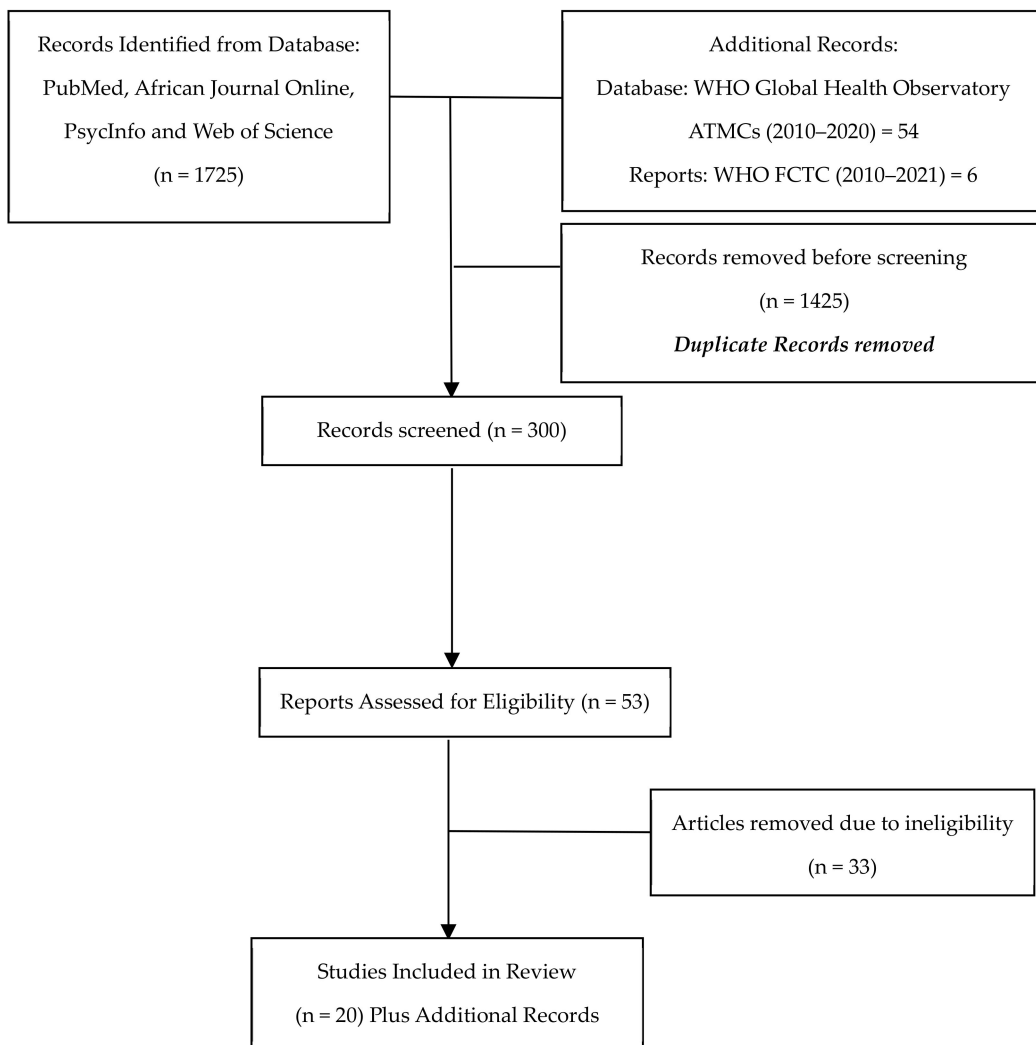 Records Identified from Database:
PubMed, African Journal Online,
PsycInfo and Web of Science
(n = 1725)
Additional Records:
Database: WHO Global Health Observatory
ATMCs (2010–2020) = 54
Reports: WHO FCTC (2010–2021) = 6
Records removed before screening
(n = 1425)
Duplicate Records removed
Records screened (n = 300)
Reports Assessed for Eligibility (n = 53)
Articles removed due to ineligibility
(n = 33)
Studies Included in Review
(n = 20) Plus Additional Records